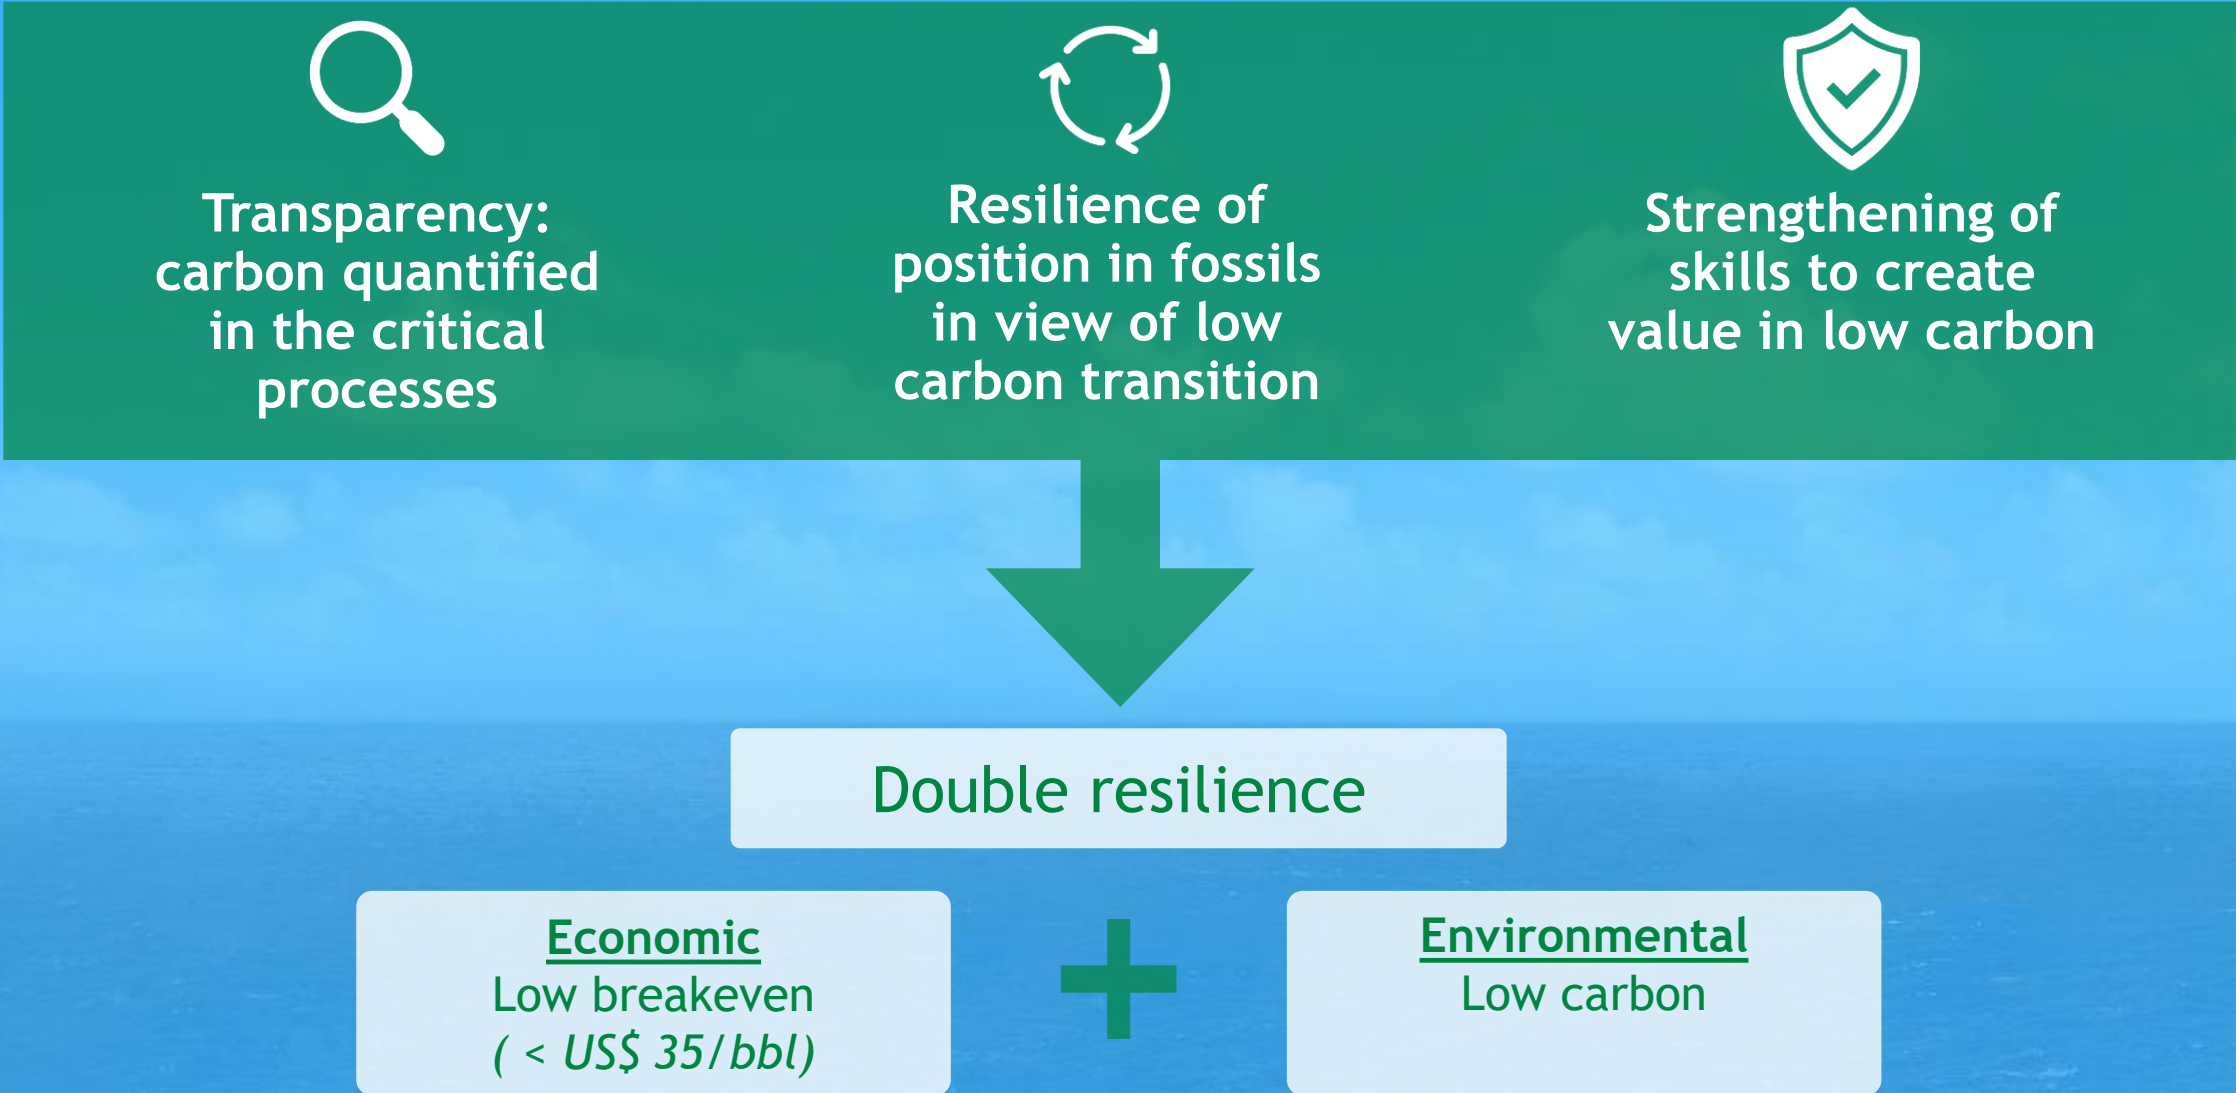 Transparency:
carbon quantified
in the critical
processes
Resilience of
position in fossils
in view of low
carbon transition
Strengthening of
skills to create
value in low carbon
Double resilience
Economic
Low breakeven
( < US$ 35/bbl)
Environmental
Low carbon